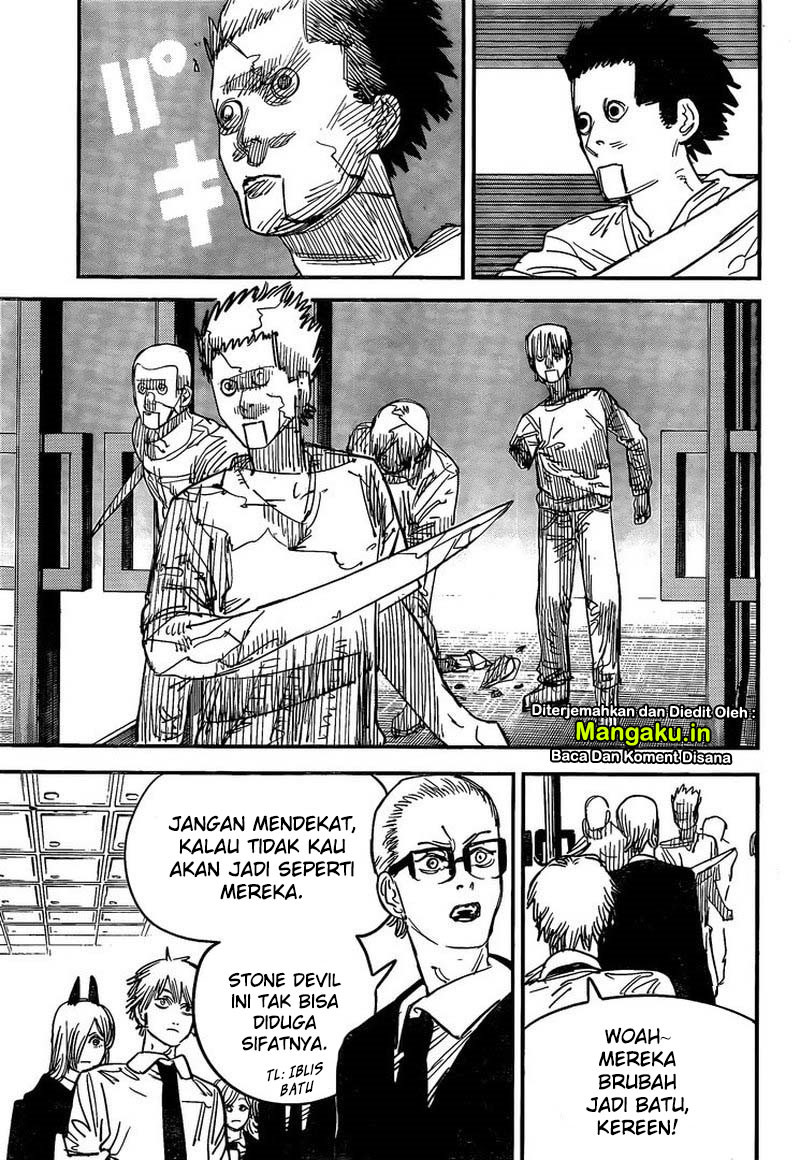 パキ
Diterjemahkan dan Diedit Oleh :
Mangaku.in
Baca Dan Koment Disana
WOAH~
MEREKA
BRUBAH
JADI BATU,
KEREEN!
JANGAN MENDEKAT,
KALAU TIDAK KAU
AKAN JADI SEPERTI
MEREKA.
STONE DEVIL
INI TAK BISA
DIDUGA
SIFATNYA.
TL: IBLIS
BATU